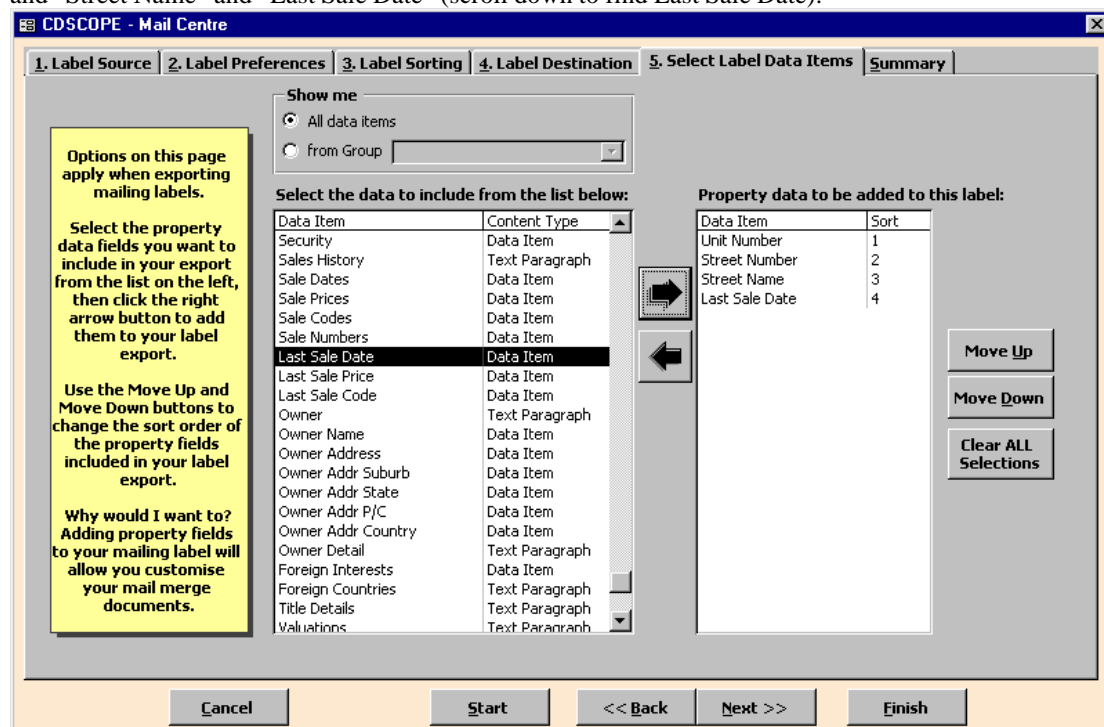 and "Street Name" and "Last Sale Date" (scroll down to find Last Sale Date).
CDSCOPE - Mail Centre
1. Label Source 2. Label Preferences 3. Label Sorting 4. Label Destination 5. Select Label Data Items Summary
Show me
All data items
from Group
Options on this page
apply when exporting
mailing labels.
Select the property
data fields you want to
include in your export
from the list on the left,
then click the right
arrow button to add
them to your label
export.
Use the Move Up and
Move Down buttons to
change the sort order of
the property fields
included in your label
export.
Why would I want to?
Adding property fields
to your mailing label will
allow you customise
your mail merge
documents.
Select the data to include from the list below:
Data Item Content Type
Security Data Item
Sales History Text Paragraph
Sale Dates Data Item
Sale Prices Data Item
Sale Codes Data Item
Sale Numbers Data Item
Last Sale Date Data Item
Last Sale Price Data Item
Last Sale Code Data Item
Owner Text Paragraph
Owner Name Data Item
Owner Address Data Item
Owner Addr Suburb Data Item
Owner Addr State Data Item
Owner Addr P/C Data Item
Owner Addr Country Data Item
Owner Detail Text Paragraph
Foreign Interests Data Item
Foreign Countries Text Paragraph
Title Details Text Paragraph
Valuations Text Paragraph
Property data to be added to this label:
Data Item Sort
Unit Number 1
Street Number 2
Street Name 3
Last Sale Date 4
Move Up
Move Down
Clear ALL
Selections
Cancel Start << Back Next >> Finish